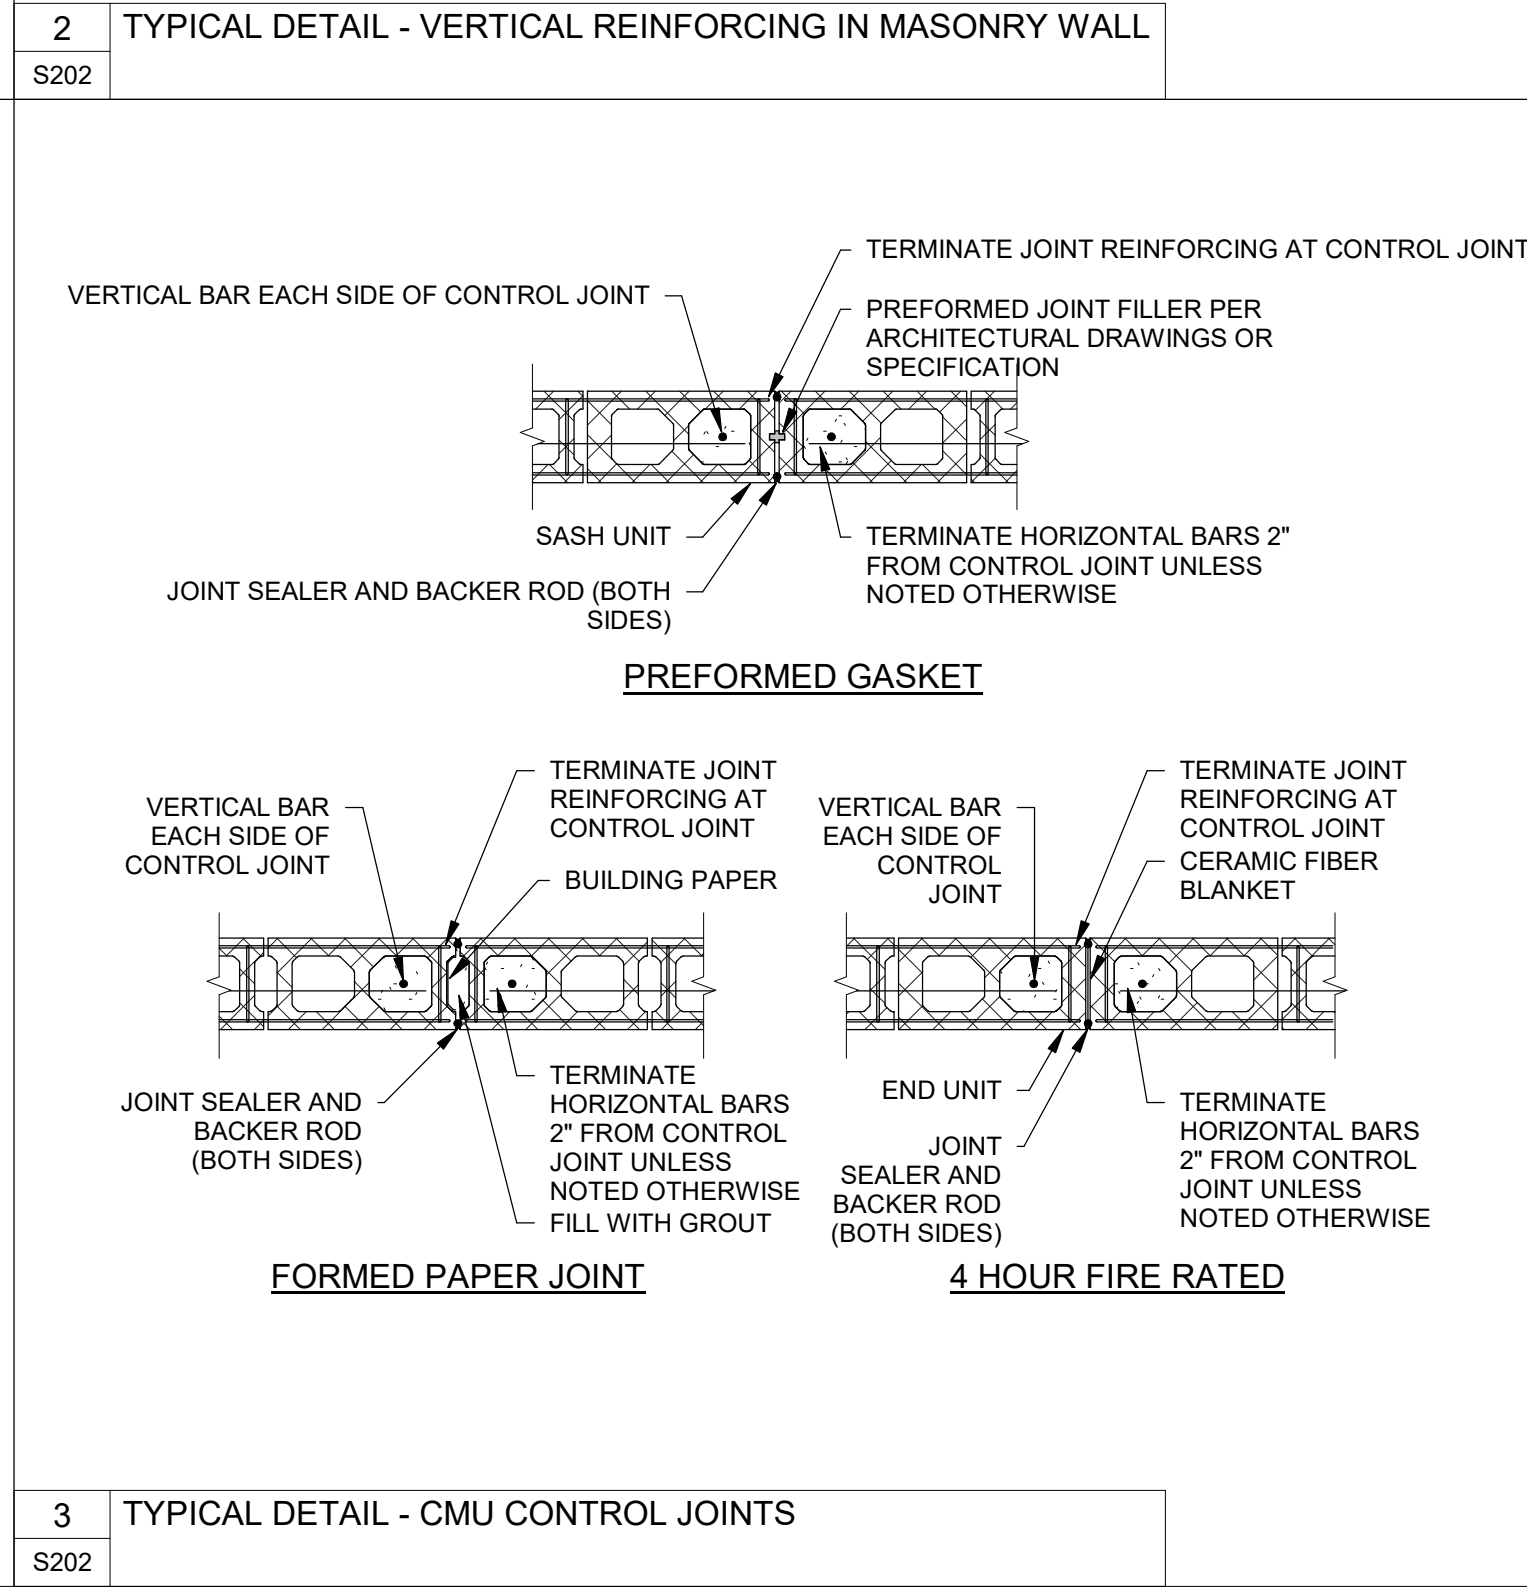 2
TYPICAL DETAIL - VERTICAL REINFORCING IN MASONRY WALL
S202
TERMINATE JOINT REINFORCING AT CONTROL JOINT
VERTICAL BAR EACH SIDE OF CONTROL JOINT
PREFORMED JOINT FILLER PER
ARCHITECTURAL DRAWINGS OR
SPECIFICATION
SASH UNIT
JOINT SEALER AND BACKER ROD (BOTH
SIDES)
TERMINATE HORIZONTAL BARS 2"
FROM CONTROL JOINT UNLESS
NOTED OTHERWISE
PREFORMED GASKET
VERTICAL BAR
EACH SIDE OF
CONTROL JOINT
TERMINATE JOINT
REINFORCING AT
CONTROL JOINT
BUILDING PAPER
JOINT SEALER AND
BACKER ROD
(BOTH SIDES)
TERMINATE
HORIZONTAL BARS
2" FROM CONTROL
JOINT UNLESS
NOTED OTHERWISE
FILL WITH GROUT
FORMED PAPER JOINT
VERTICAL BAR
EACH SIDE OF
CONTROL
JOINT
TERMINATE JOINT
REINFORCING AT
CONTROL JOINT
CERAMIC FIBER
BLANKET
END UNIT
JOINT
SEALER AND
BACKER ROD
(BOTH SIDES)
TERMINATE
HORIZONTAL BARS
2" FROM CONTROL
JOINT UNLESS
NOTED OTHERWISE
4 HOUR FIRE RATED
3
TYPICAL DETAIL - CMU CONTROL JOINTS
S202